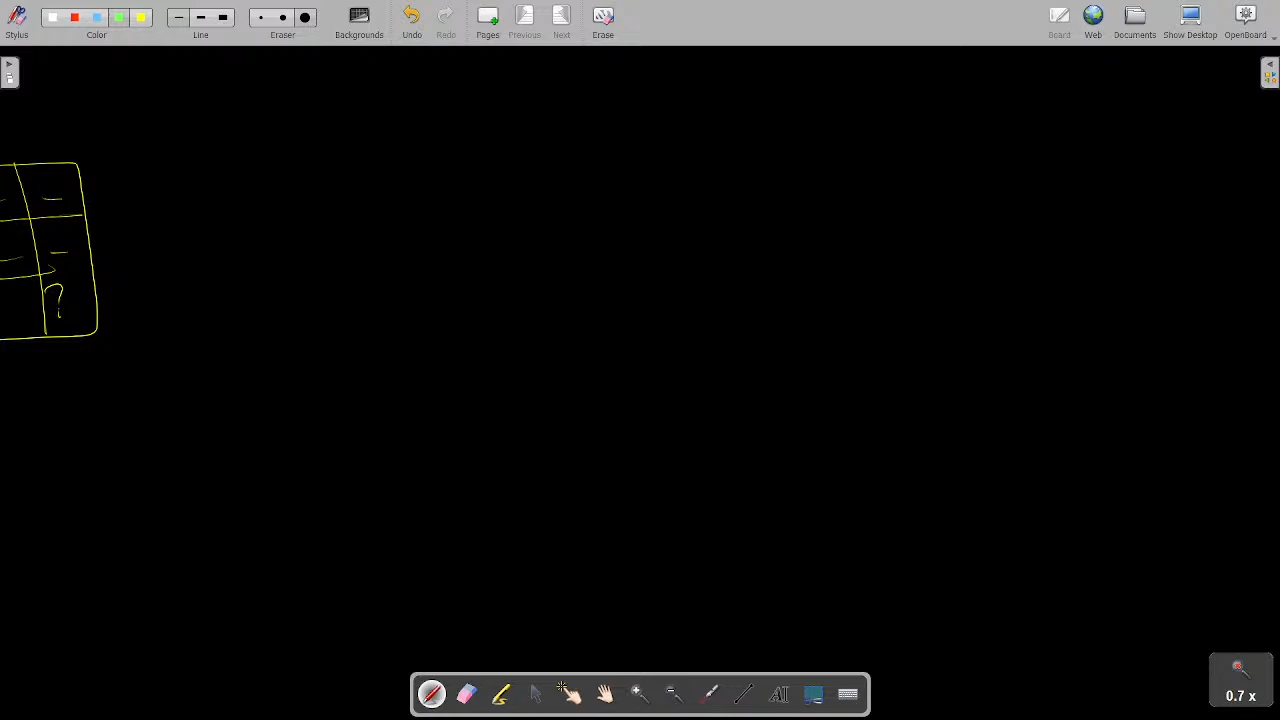 Stylus Color Line Eraser Backgrounds Undo Redo Pages Previous Next Erase Board Web Documents Show Desktop OpenBoard
?
AI
0.7 x